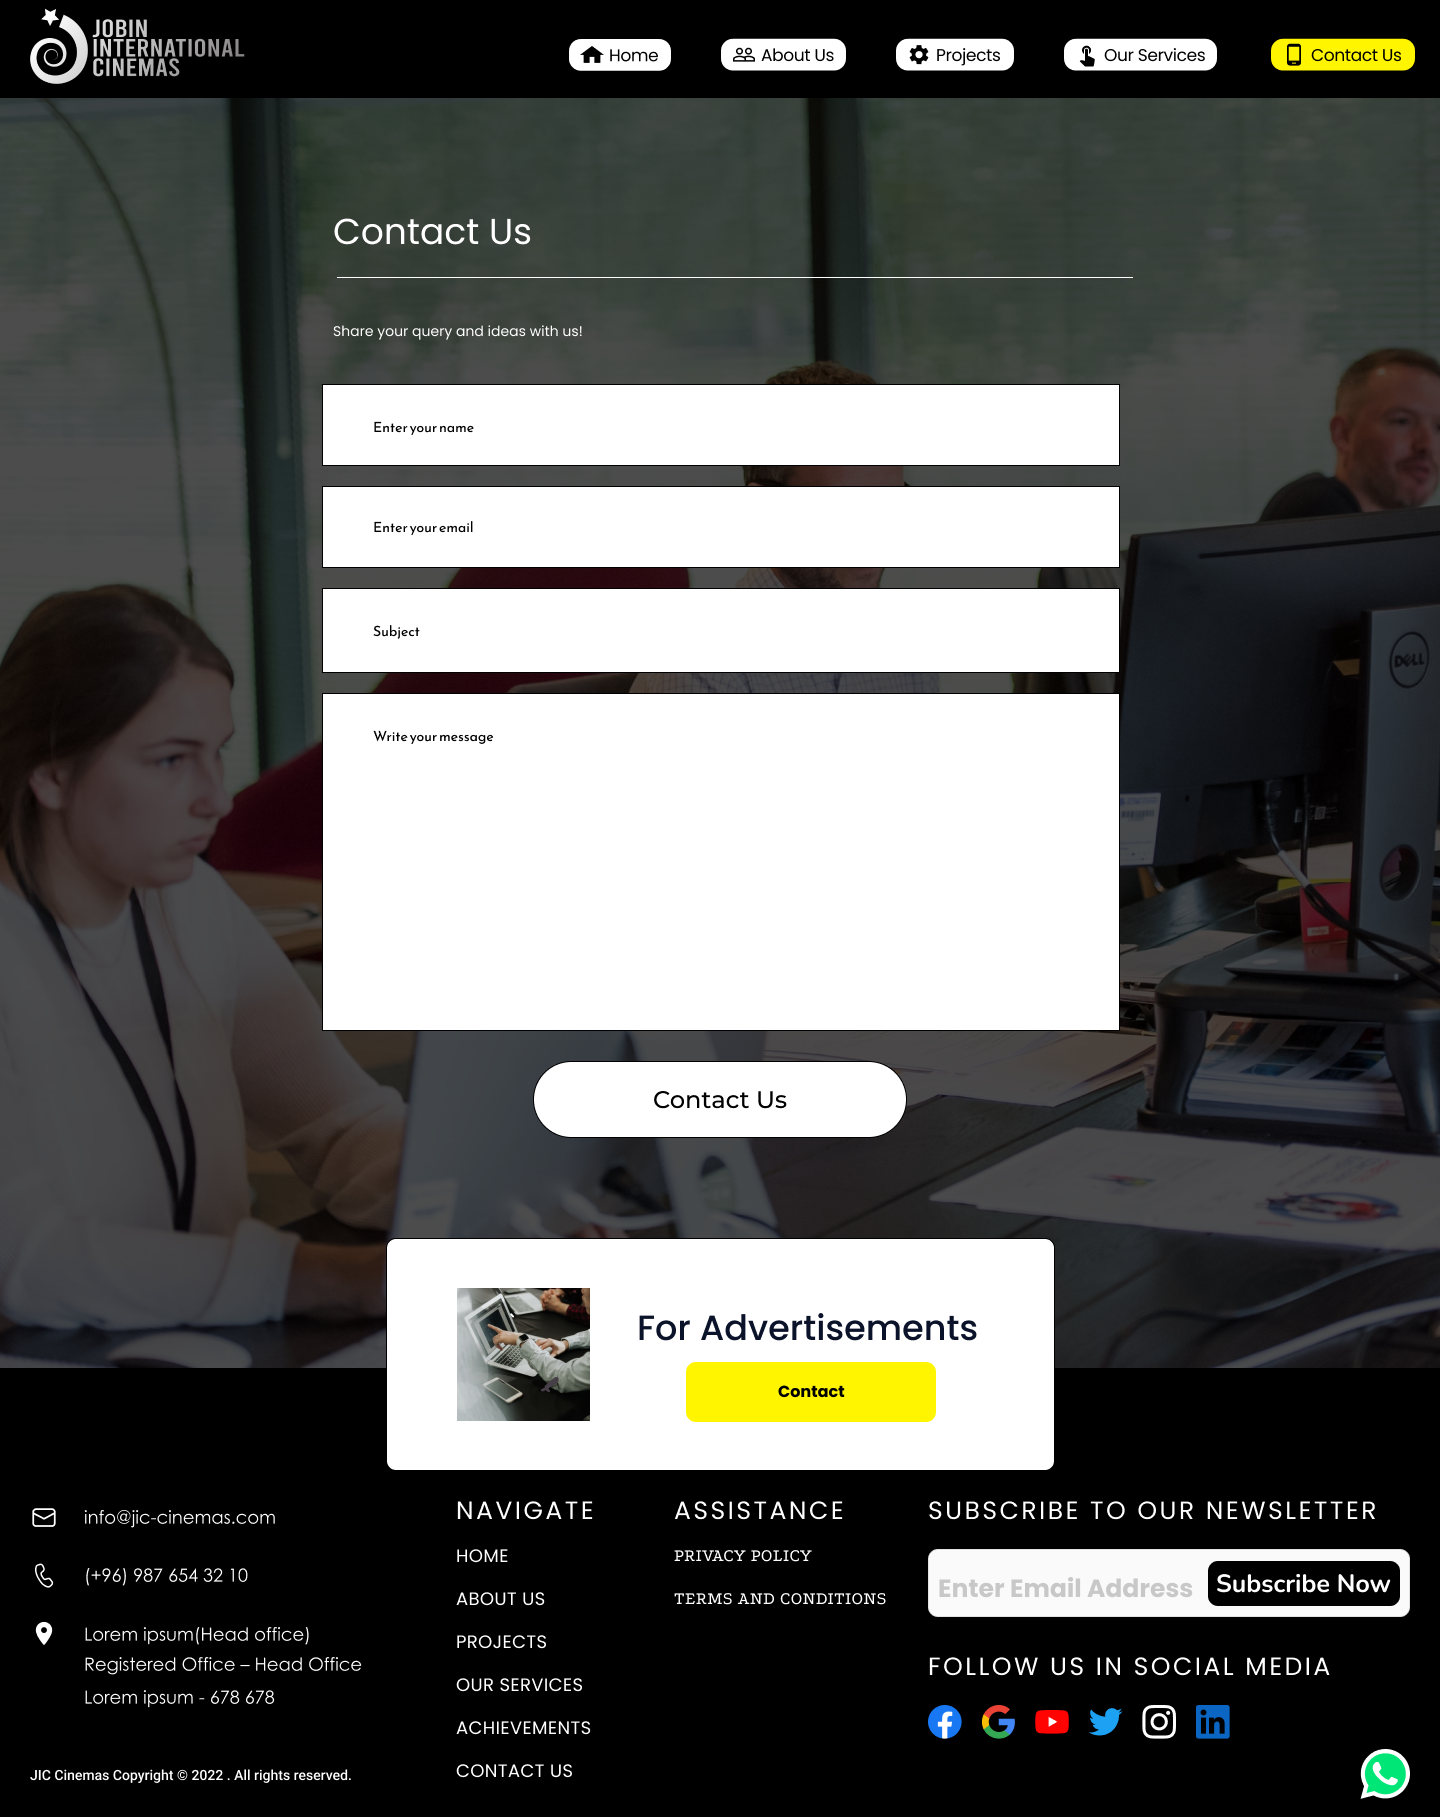 JOBIN
INTERNATIONAL
CINEMAS
Home
About Us
Projects
Our Services
Contact Us
Contact Us
Share your query and ideas with us!
Enter your name
Enter your email
Subject
DELL
Write your message
Contact Us
For Advertisements
Contact
info@jic-cinemas.com
(+96) 987 654 32 10
Lorem ipsum(Head office)
Registered Office – Head Office
Lorem ipsum - 678 678
JIC Cinemas Copyright © 2022 . All rights reserved.
NAVIGATE
HOME
ABOUT US
PROJECTS
OUR SERVICES
ACHIEVEMENTS
CONTACT US
ASSISTANCE
PRIVACY POLICY
TERMS AND CONDITIONS
SUBSCRIBE TO OUR NEWSLETTER
Enter Email Address
Subscribe Now
FOLLOW US IN SOCIAL MEDIA
in